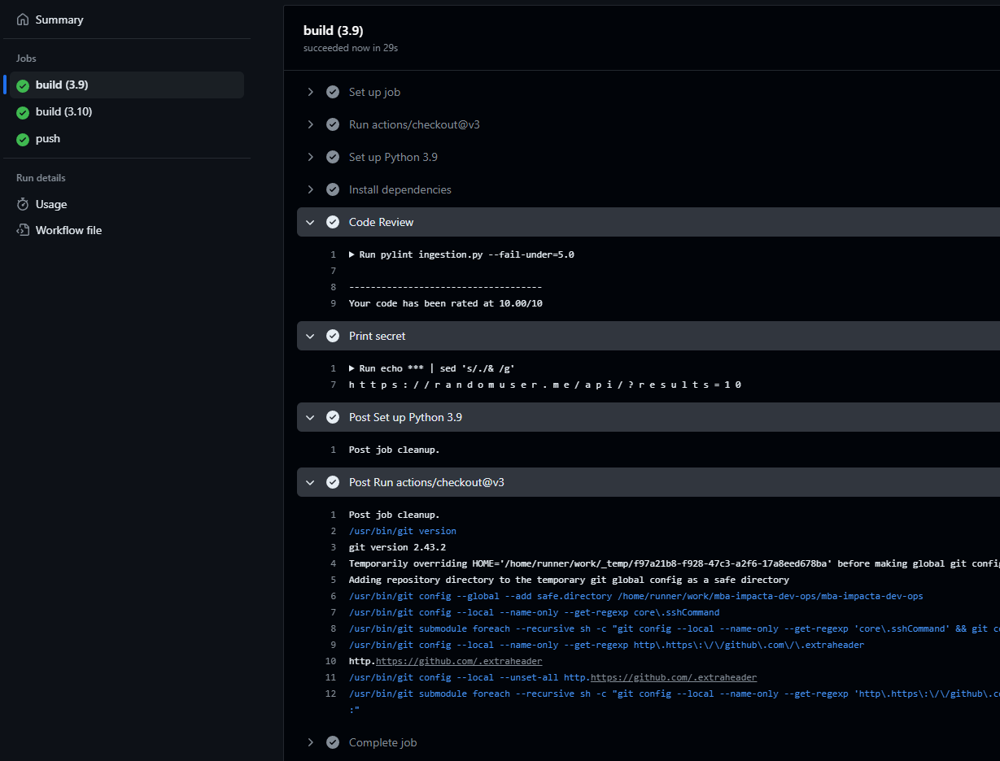 Summary
Jobs
build (3.9)
build (3.10)
push
Run details
Usage
Workflow file
build (3.9)
succeeded now in 29s
Set up job
Run actions/checkout@v3
Set up Python 3.9
Install dependencies
Code Review
1 Run pylint ingestion.py --fail-under=5.0
7
8 ------------------------------------
9 Your code has been rated at 10.00/10
Print secret
1 Run echo *** | sed 's/./& /g'
7 h t t p s : / / r a n d o m u s e r . m e / a p i / ? r e s u l t s = 1 0
Post Set up Python 3.9
1 Post job cleanup.
Post Run actions/checkout@v3
1 Post job cleanup.
2 /usr/bin/git version
3 git version 2.43.2
4 Temporarily overriding HOME='/home/runner/work/_temp/f97a21b8-f928-47c3-a2f6-17a8eed678ba' before making global git config
5 Adding repository directory to the temporary git global config as a safe directory
6 /usr/bin/git config --global --add safe.directory /home/runner/work/mba-impacta-dev-ops/mba-impacta-dev-ops
7 /usr/bin/git config --local --name-only --get-regexp core\.sshCommand
8 /usr/bin/git submodule foreach --recursive sh -c "git config --local --name-only --get-regexp 'core\.sshCommand' && git co
9 /usr/bin/git config --local --name-only --get-regexp http\.https\:\/\/github\.com\/\.extraheader
10 http.https://github.com/.extraheader
11 /usr/bin/git config --local --unset-all http.https://github.com/.extraheader
12 /usr/bin/git submodule foreach --recursive sh -c "git config --local --name-only --get-regexp 'http\.https\:\/\/github\.co
:"
Complete job